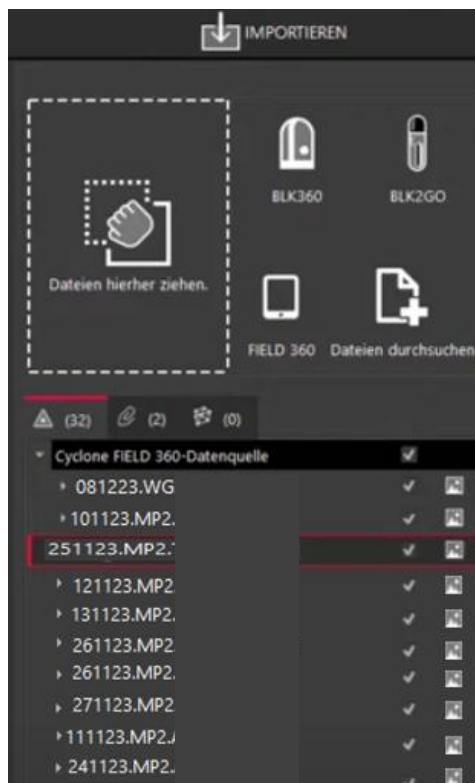 IMPORTIEREN
BLK360 BLK2GO
Dateien hierher ziehen.
FIELD 360 Dateien durchsuchen
(32) (2) (0)
Cyclone FIELD 360-Datenquelle
081223.WG
101123.MP2.
251123.MP2.
121123.MP2
131123.MP2.
261123.MP2
261123.MP2.
271123.MP2
111123.MP2.
241123.MP2.